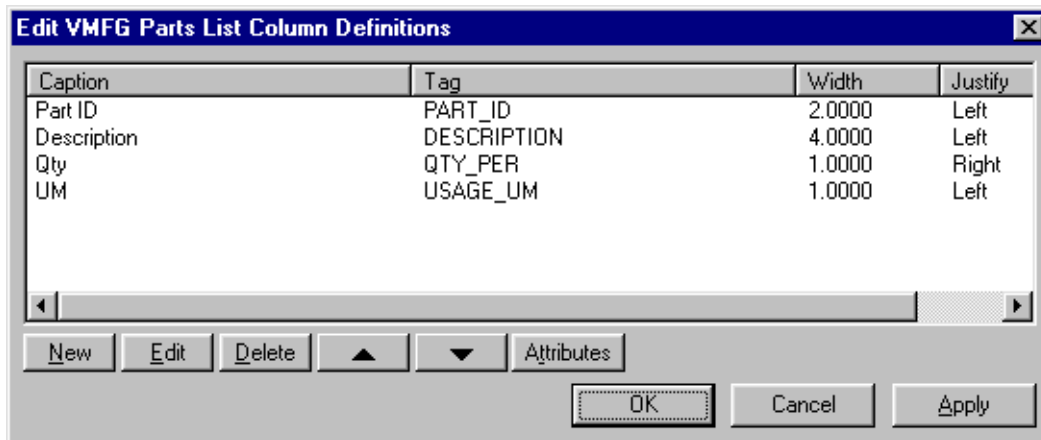 Edit VMFG Parts List Column Definitions
Caption Tag Width Justify
Part ID PART_ID 2.0000 Left
Description DESCRIPTION 4.0000 Left
Qty QTY_PER 1.0000 Right
UM USAGE_UM 1.0000 Left
New Edit Delete Attributes
OK Cancel Apply